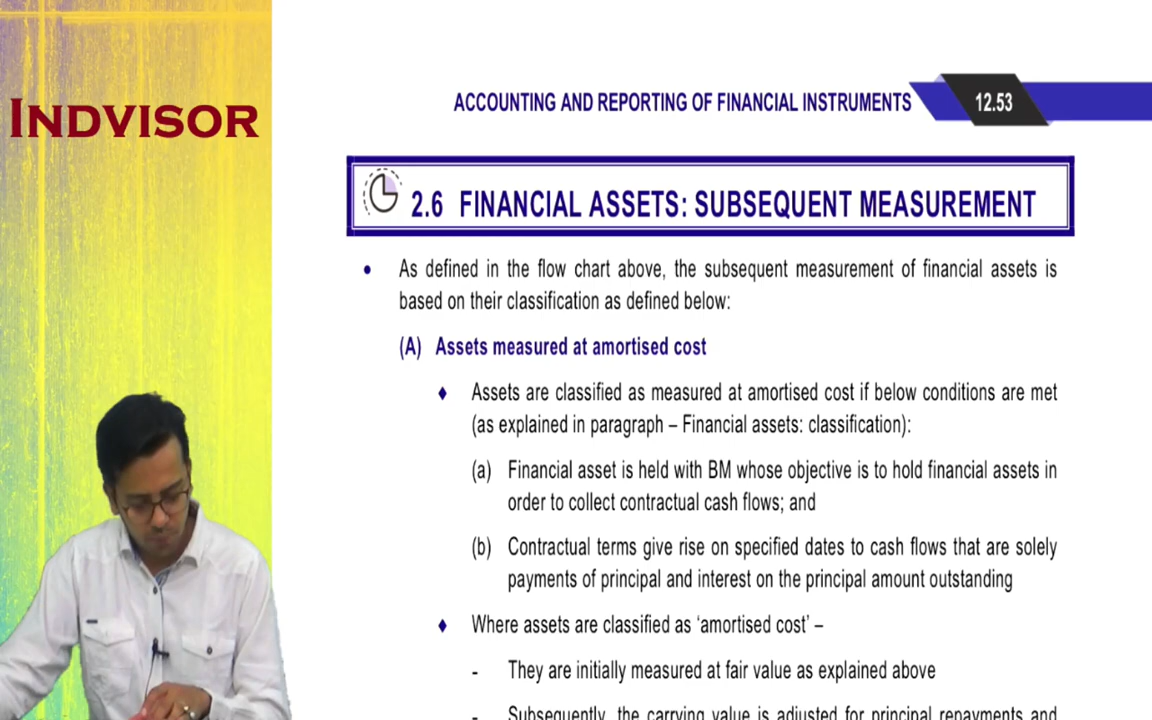 INDVISOR
ACCOUNTING AND REPORTING OF FINANCIAL INSTRUMENTS 12.53
2.6 FINANCIAL ASSETS: SUBSEQUENT MEASUREMENT
• As defined in the flow chart above, the subsequent measurement of financial assets is
based on their classification as defined below:
(A) Assets measured at amortised cost
♦ Assets are classified as measured at amortised cost if below conditions are met
(as explained in paragraph – Financial assets: classification):
(a) Financial asset is held with BM whose objective is to hold financial assets in
order to collect contractual cash flows; and
(b) Contractual terms give rise on specified dates to cash flows that are solely
payments of principal and interest on the principal amount outstanding
♦ Where assets are classified as ‘amortised cost’ –
- They are initially measured at fair value as explained above
- Subsequently, the carrying value is adjusted for principal repayments and